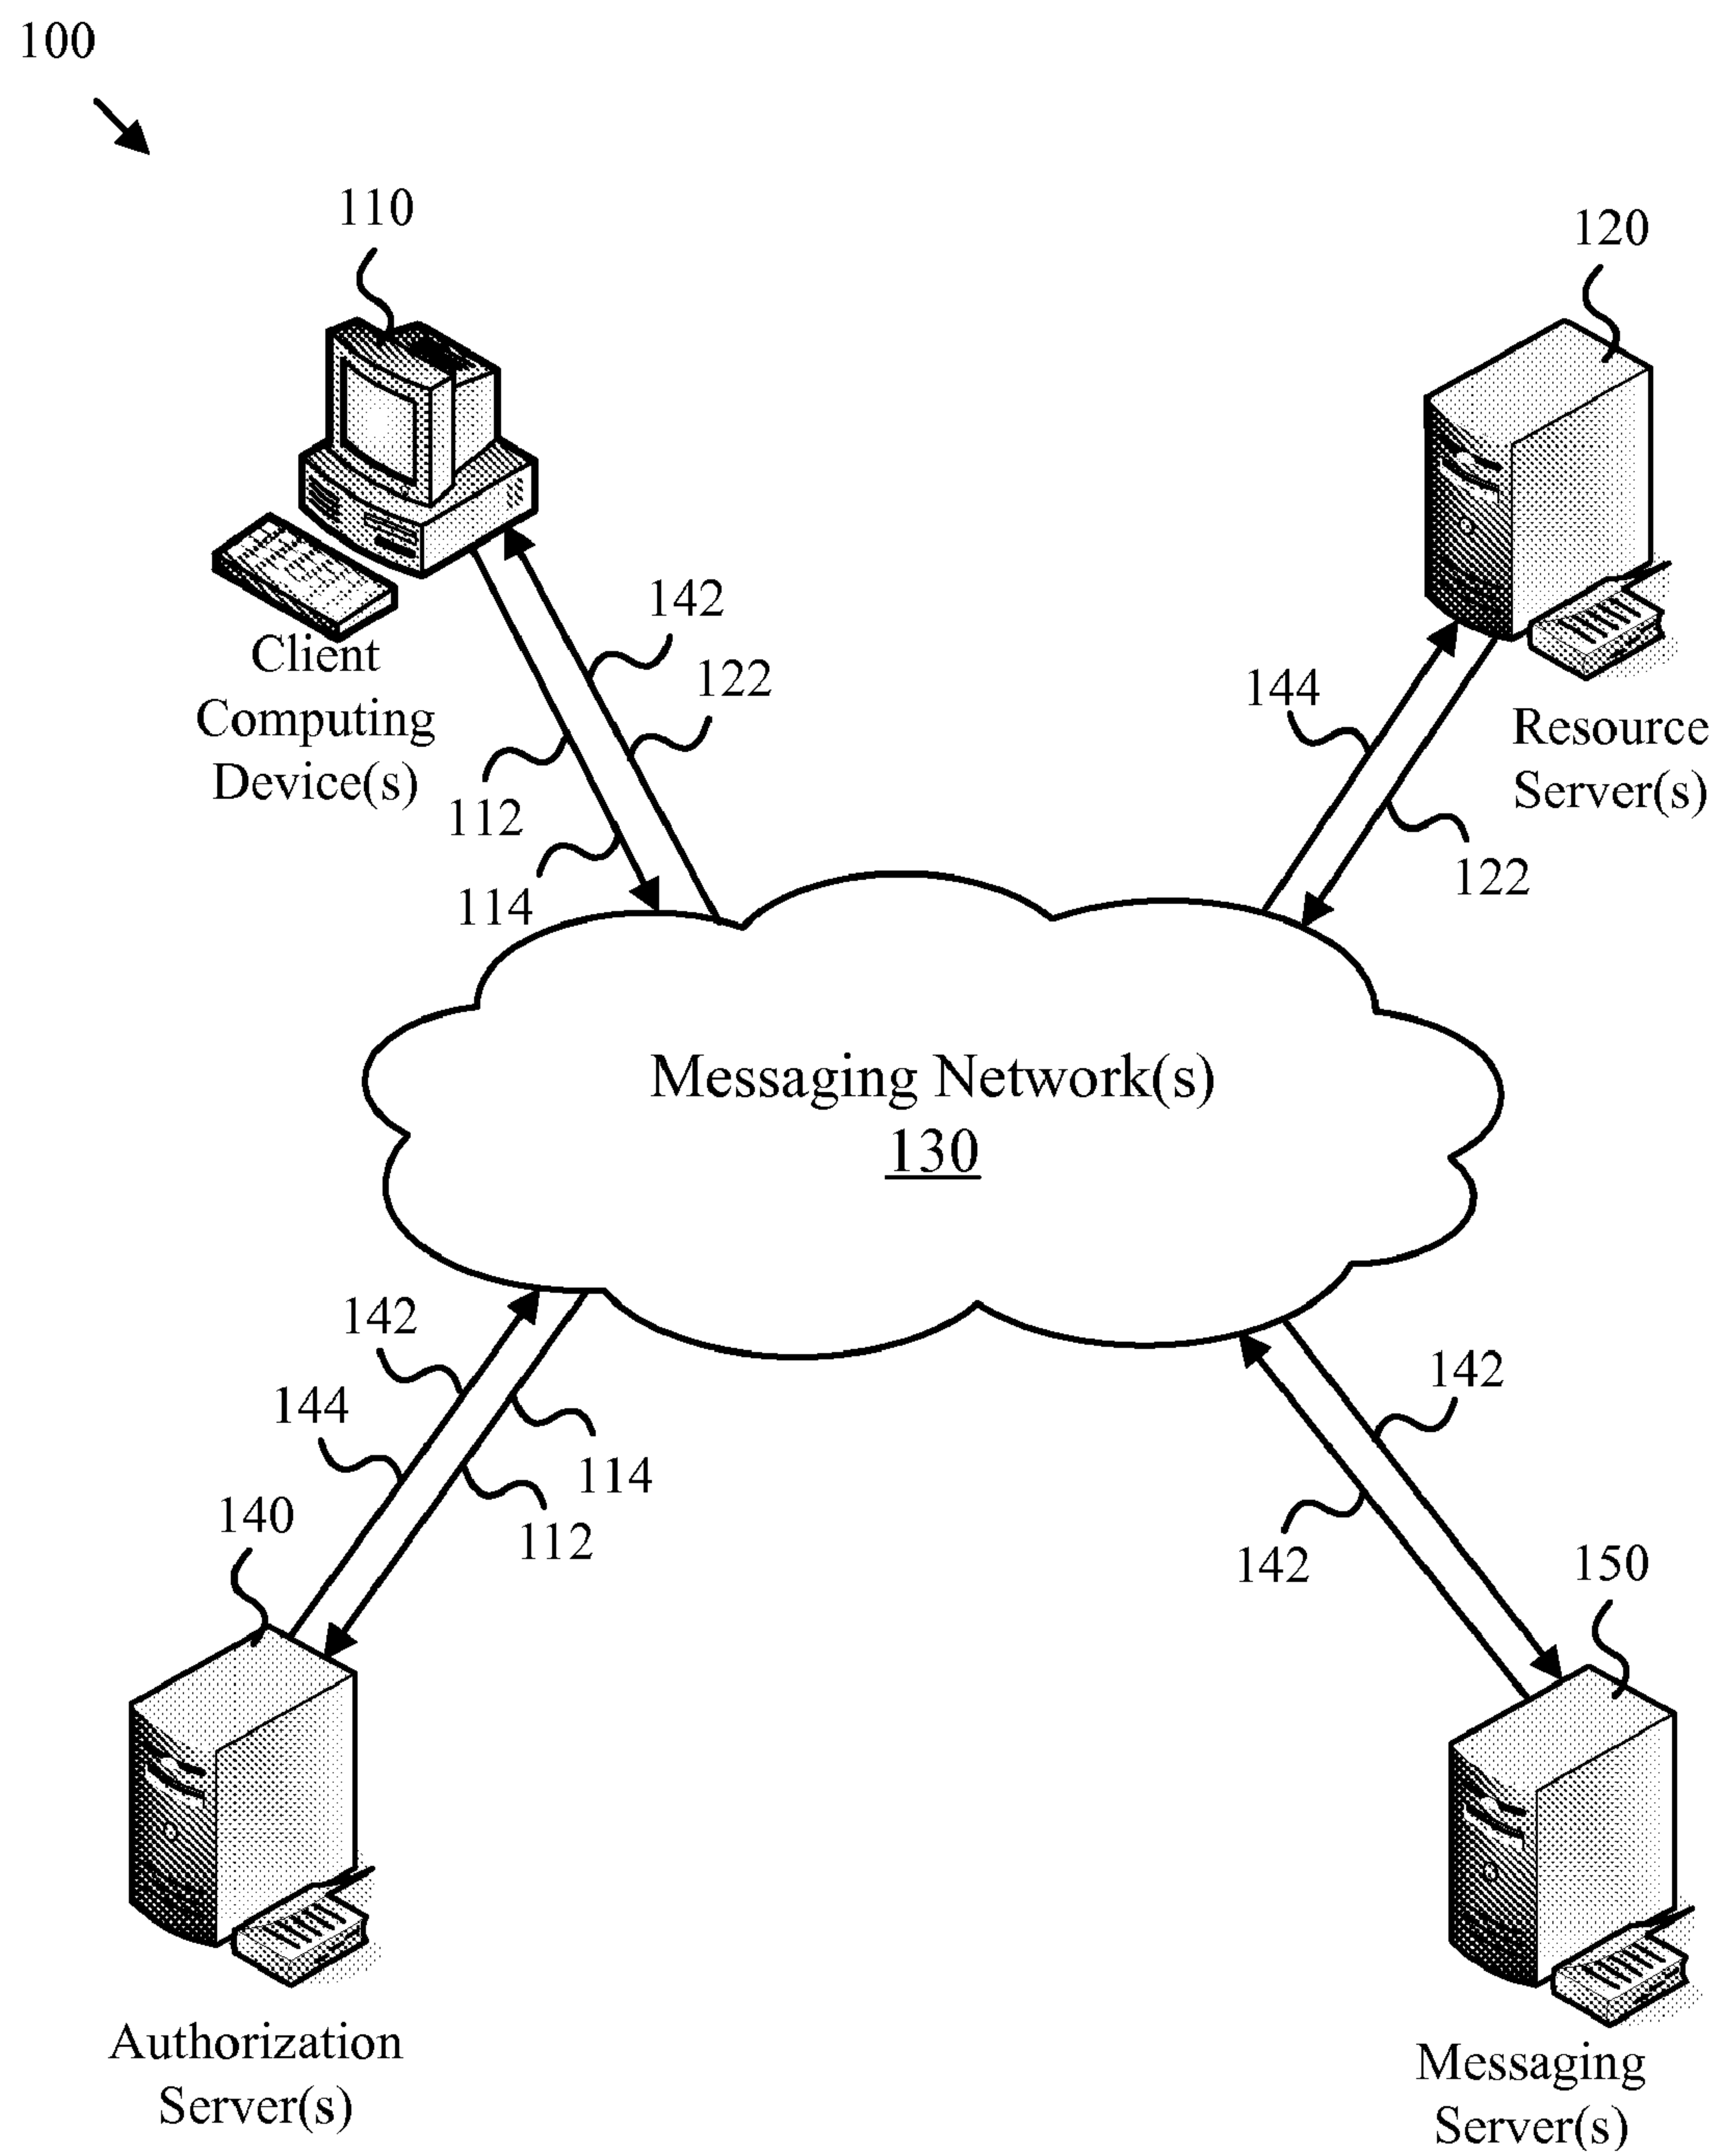 100
110
120
142
122
144
Client
Computing
Device(s)
112
114
Resource
Server(s)
122
Messaging Network(s)
130
142
144
114
112
140
142
142
150
Authorization
Server(s)
Messaging
Server(s)